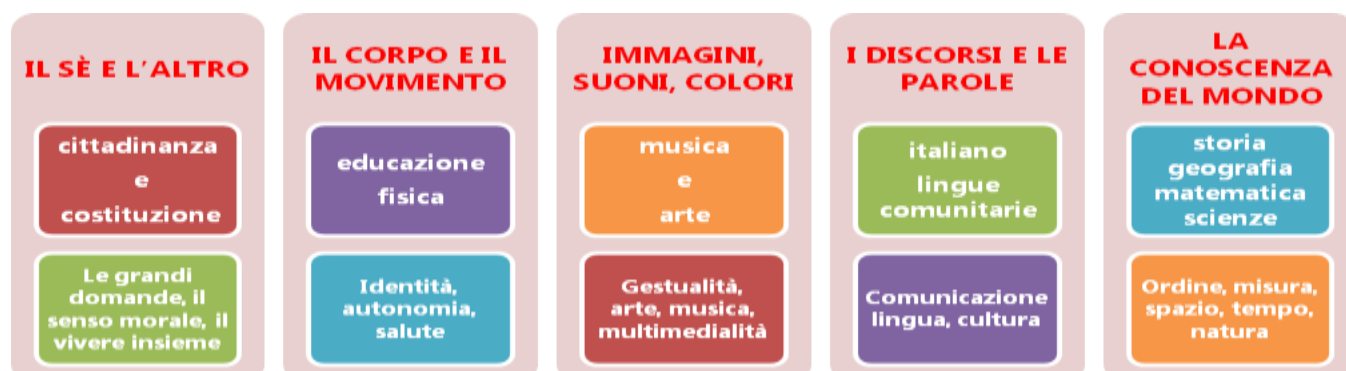 IL SÈ E L'ALTRO
cittadinanza
e
costituzione
Le grandi
domande, il
senso morale, il
vivere insieme
IL CORPO E IL
MOVIMENTO
educazione
fisica
Identità,
autonomia,
salute
IMMAGINI,
SUONI, COLORI
musica
e
arte
Gestualità,
arte, musica,
multimedialità
I DISCORSI E LE
PAROLE
italiano
lingue
comunitarie
Comunicazione
lingua, cultura
LA
CONOSCENZA
DEL MONDO
storia
geografia
matematica
scienze
Ordine, misura,
spazio, tempo,
natura